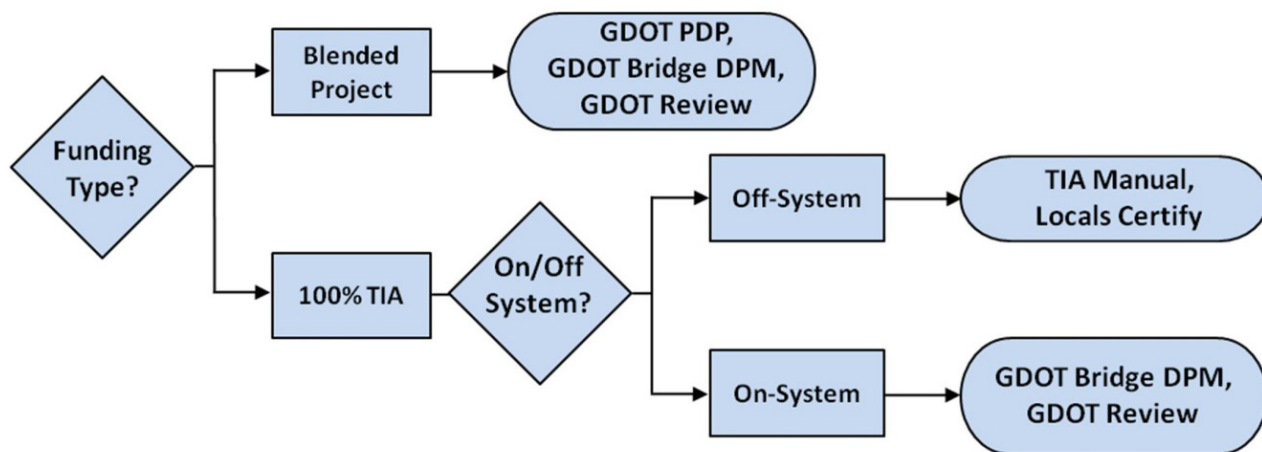 Funding
Type?
Blended
Project
GDOT PDP,
GDOT Bridge DPM,
GDOT Review
100% TIA
On/Off
System?
Off-System
TIA Manual,
Locals Certify
On-System
GDOT Bridge DPM,
GDOT Review